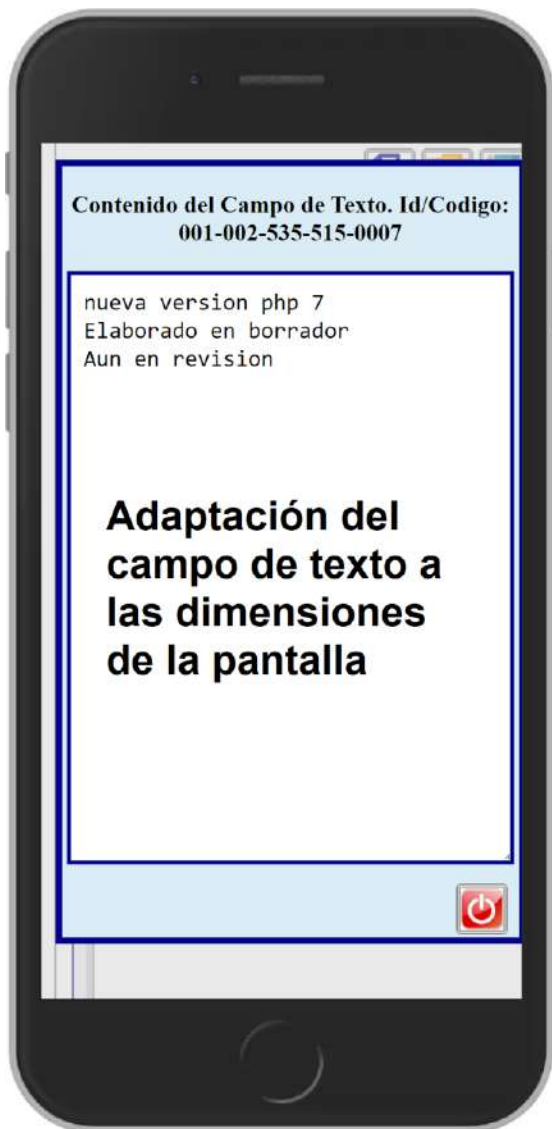 Contenido del Campo de Texto. Id/Codigo:
001-002-535-515-0007
nueva version php 7
Elaborado en borrador
Aun en revision
Adaptación del
campo de texto a
las dimensiones
de la pantalla